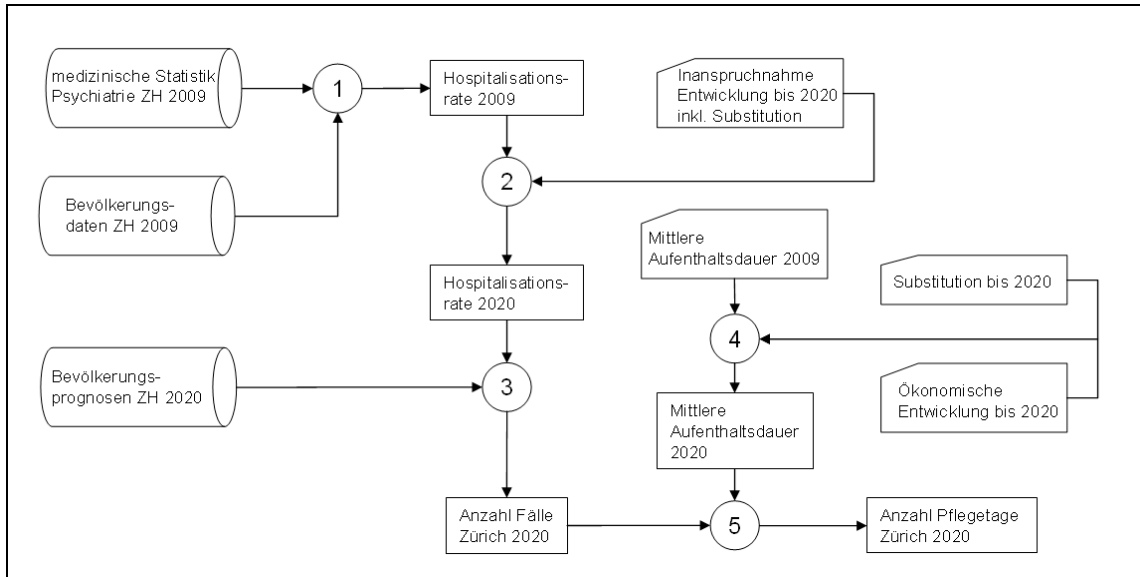 medizinische Statistik
Psychiatrie ZH 2009
1
Hospitalisations-
rate 2009
Inanspruchnahme
Entwicklung bis 2020
inkl. Substitution
2
Bevölkerungs-
daten ZH 2009
Mittlere
Aufenthaltsdauer 2009
Hospitalisations-
rate 2020
Substitution bis 2020
4
Bevölkerungs-
prognosen ZH 2020
3
Ökonomische
Entwicklung bis 2020
Mittlere
Aufenthaltsdauer
2020
Anzahl Fälle
Zürich 2020
5
Anzahl Pflegetage
Zürich 2020